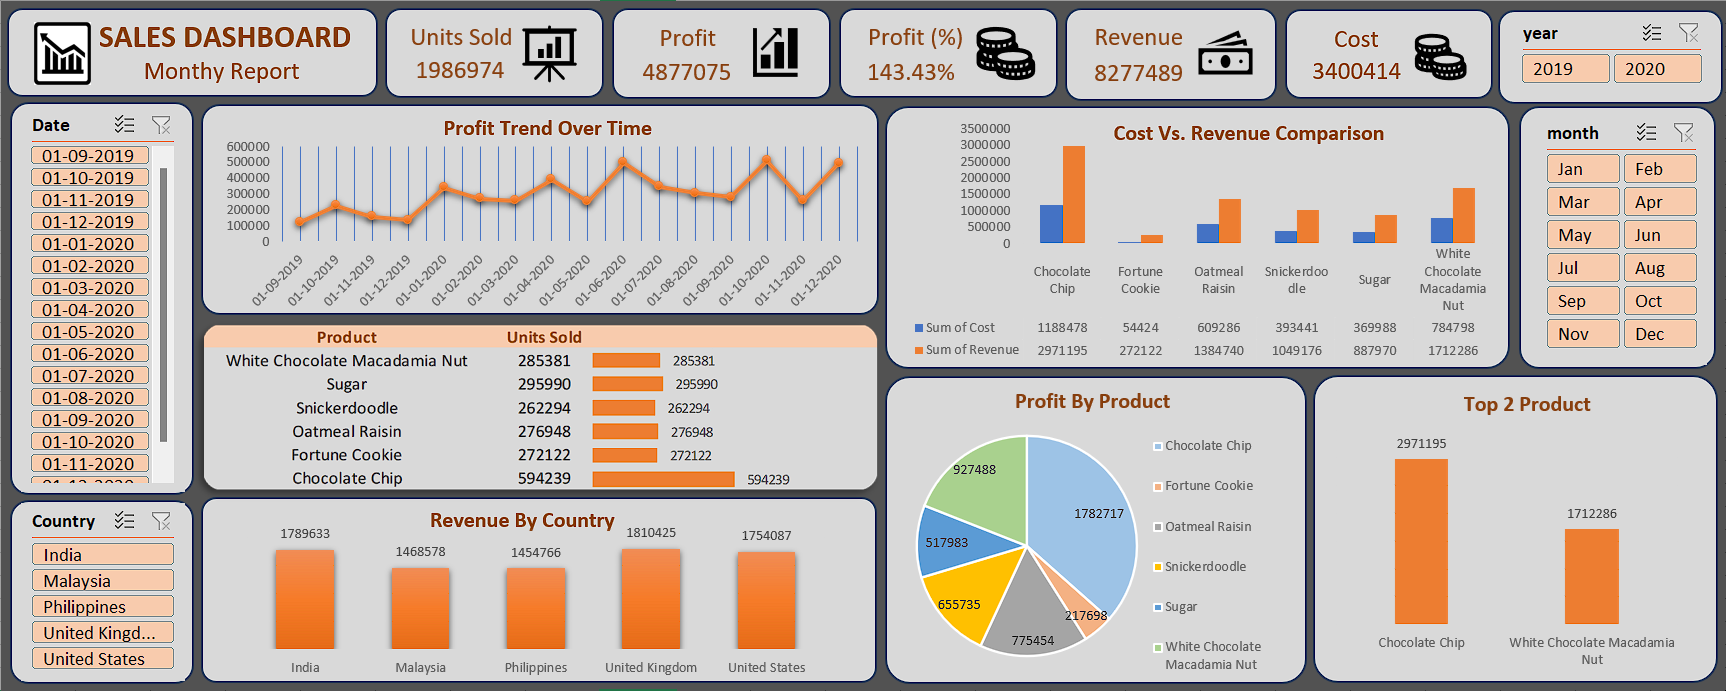 SALES DASHBOARD
Monthy Report
Units Sold
1986974
Profit
4877075
Profit (%)
143.43%
Revenue
8277489
Cost
3400414
year
2019
2020
Date
01-09-2019
01-10-2019
01-11-2019
01-12-2019
01-01-2020
01-02-2020
01-03-2020
01-04-2020
01-05-2020
01-06-2020
01-07-2020
01-08-2020
01-09-2020
01-10-2020
01-11-2020
Profit Trend Over Time
600000
500000
400000
300000
200000
100000
0
01-09-2019
01-10-2019
01-11-2019
01-12-2019
01-01-2020
01-02-2020
01-03-2020
01-04-2020
01-05-2020
01-06-2020
01-07-2020
01-08-2020
01-09-2020
01-10-2020
01-11-2020
01-12-2020
Cost Vs. Revenue Comparison
3500000
3000000
2500000
2000000
1500000
1000000
500000
0
Chocolate
Chip
Fortune
Cookie
Oatmeal
Raisin
Snickerdoo
dle
Sugar
White
Chocolate
Macadamia
Nut
Sum of Cost 1188478 54424 609286 393441 369988 784798
Sum of Revenue 2971195 272122 1384740 1049176 887970 1712286
month
Jan Feb
Mar Apr
May Jun
Jul Aug
Sep Oct
Nov Dec
Product Units Sold
White Chocolate Macadamia Nut 285381 285381
Sugar 295990 295990
Snickerdoodle 262294 262294
Oatmeal Raisin 276948 276948
Fortune Cookie 272122 272122
Chocolate Chip 594239 594239
Country
India
Malaysia
Philippines
United Kingd...
United States
Revenue By Country
1789633
1468578
1454766
1810425
1754087
India
Malaysia
Philippines
United Kingdom
United States
Profit By Product
927488
1782717
517983
655735
775454
217698
Chocolate Chip
Fortune Cookie
Oatmeal Raisin
Snickerdoodle
Sugar
White Chocolate
Macadamia Nut
Top 2 Product
2971195
1712286
Chocolate Chip
White Chocolate Macadamia
Nut